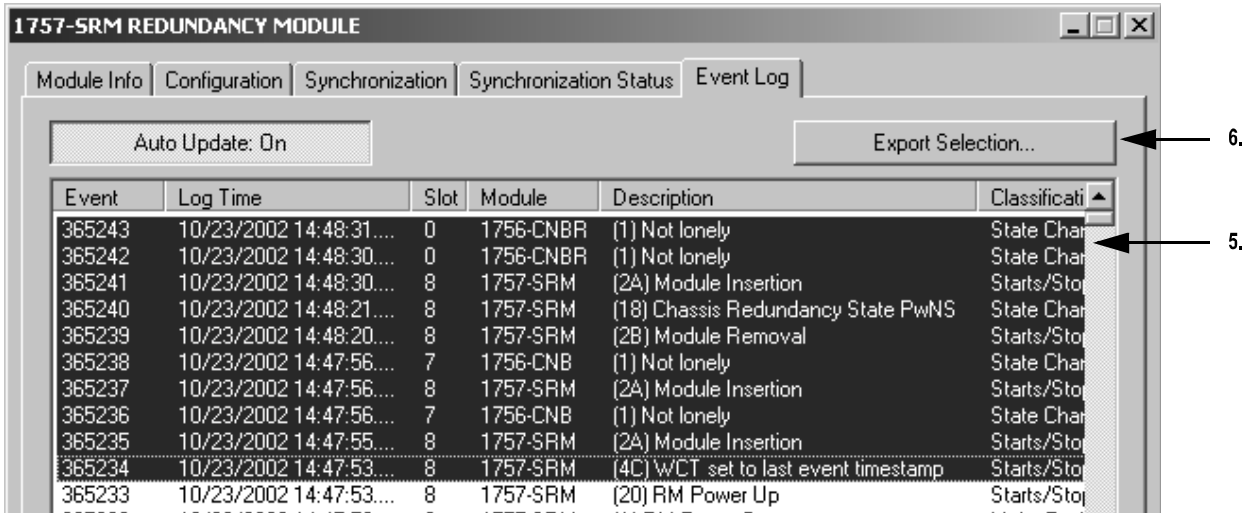 1757-SRM REDUNDANCY MODULE
Module Info Configuration Synchronization Synchronization Status Event Log
Auto Update: On Export Selection... 6.
Event Log Time Slot Module Description Classificati
365243 10/23/2002 14:48:31.... 0 1756-CNBR (1) Not lonely State Char
365242 10/23/2002 14:48:30.... 0 1756-CNBR (1) Not lonely State Char 5.
365241 10/23/2002 14:48:30.... 8 1757-SRM (2A) Module Insertion Starts/Stop
365240 10/23/2002 14:48:21.... 8 1757-SRM (18) Chassis Redundancy State PwNS State Char
365239 10/23/2002 14:48:20.... 8 1757-SRM (2B) Module Removal Starts/Stop
365238 10/23/2002 14:47:56.... 7 1756-CNB (1) Not lonely State Char
365237 10/23/2002 14:47:56.... 8 1757-SRM (2A) Module Insertion Starts/Stop
365236 10/23/2002 14:47:56.... 7 1756-CNB (1) Not lonely State Char
365235 10/23/2002 14:47:55.... 8 1757-SRM (2A) Module Insertion Starts/Stop
365234 10/23/2002 14:47:53.... 8 1757-SRM (4C) WCT set to last event timestamp Starts/Stop
365233 10/23/2002 14:47:53.... 8 1757-SRM (20) RM Power Up Starts/Stop